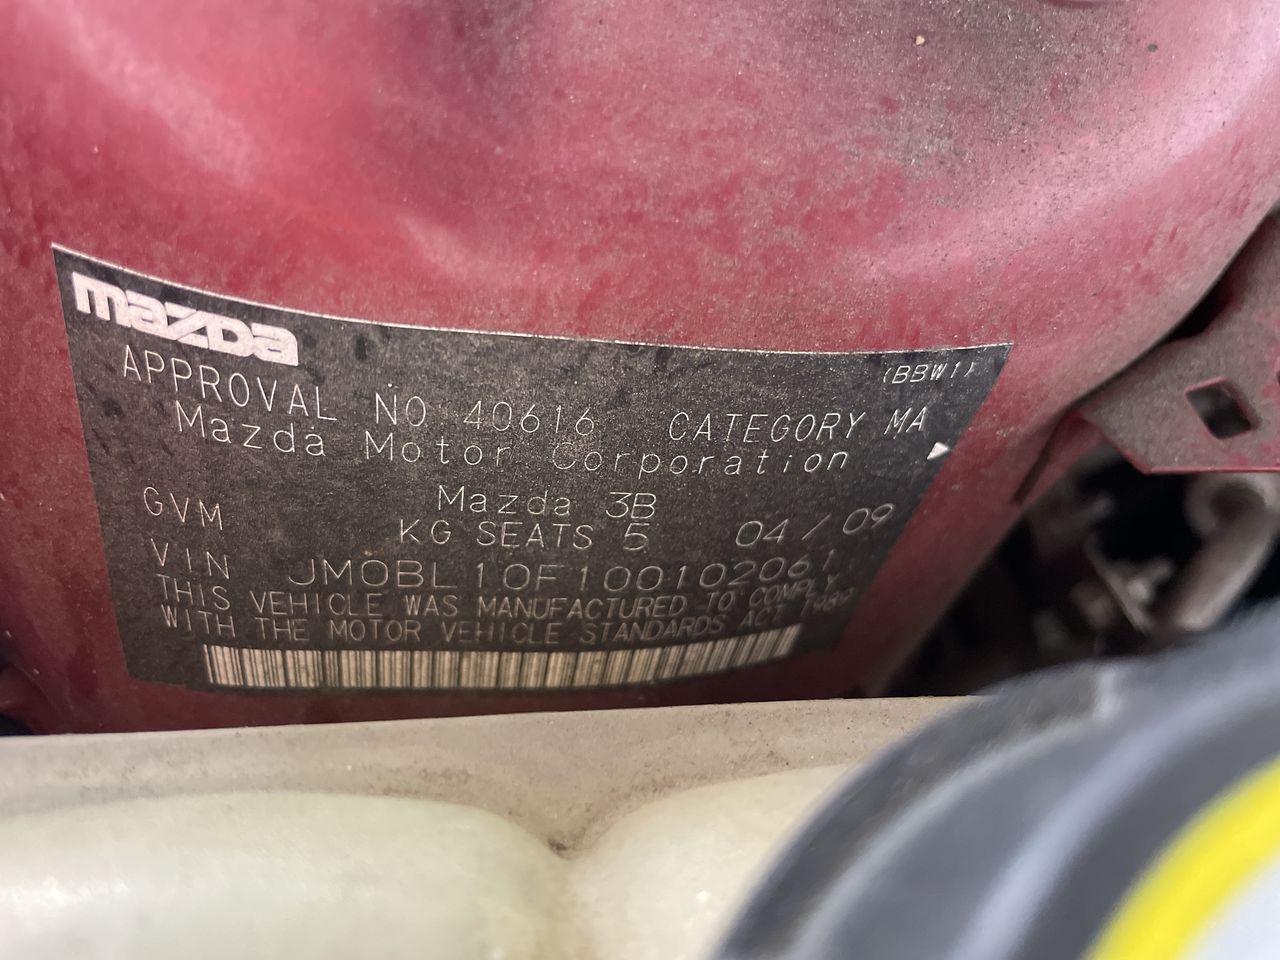 mazda
(BBW1)
APPROVAL NO 40616 CATEGORY MA
Mazda Motor Corporation
Mazda 3B
GVM KG SEATS 5 04/09
VIN JM0BL10F100102061
THIS VEHICLE WAS MANUFACTURED TO COMPLY
WITH THE MOTOR VEHICLE STANDARDS ACT 1989